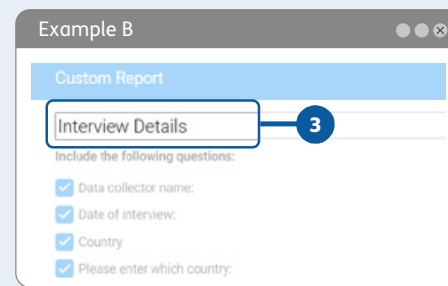 Example B
Custom Report
Interview Details
3
Include the following questions:
Data collector name:
Date of interview:
Country
Please enter which country: